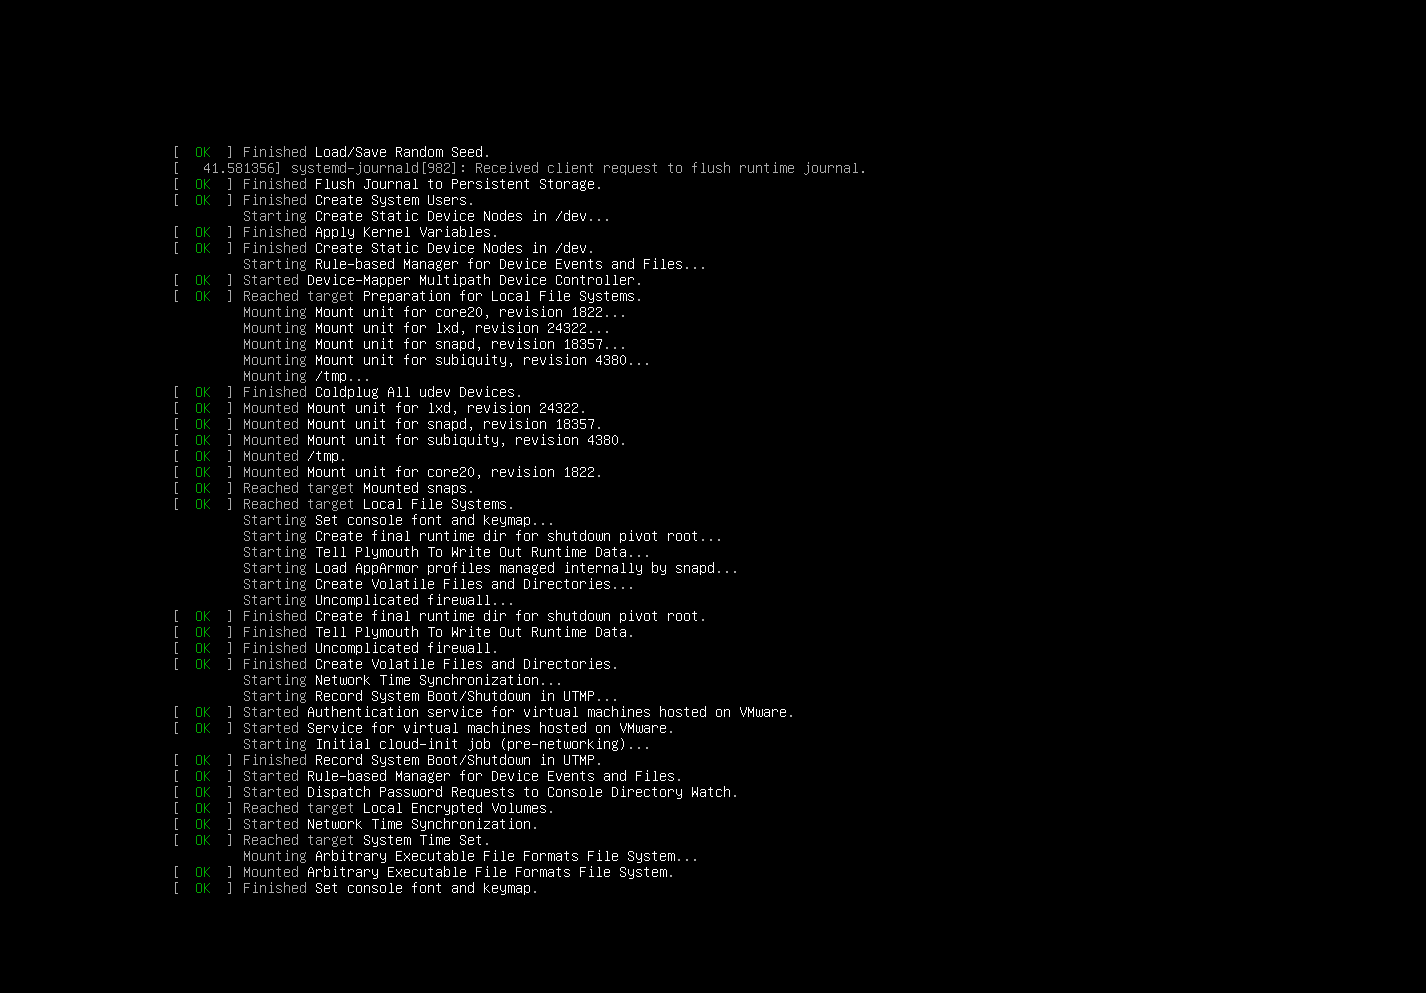 [  OK  ] Finished Load/Save Random Seed.
[   41.581356] systemd-journald[982]: Received client request to flush runtime journal.
[  OK  ] Finished Flush Journal to Persistent Storage.
[  OK  ] Finished Create System Users.
         Starting Create Static Device Nodes in /dev...
[  OK  ] Finished Apply Kernel Variables.
[  OK  ] Finished Create Static Device Nodes in /dev.
         Starting Rule-based Manager for Device Events and Files...
[  OK  ] Started Device-Mapper Multipath Device Controller.
[  OK  ] Reached target Preparation for Local File Systems.
         Mounting Mount unit for core20, revision 1822...
         Mounting Mount unit for lxd, revision 24322...
         Mounting Mount unit for snapd, revision 18357...
         Mounting Mount unit for subiquity, revision 4380...
         Mounting /tmp...
[  OK  ] Finished Coldplug All udev Devices.
[  OK  ] Mounted Mount unit for lxd, revision 24322.
[  OK  ] Mounted Mount unit for snapd, revision 18357.
[  OK  ] Mounted Mount unit for subiquity, revision 4380.
[  OK  ] Mounted /tmp.
[  OK  ] Mounted Mount unit for core20, revision 1822.
[  OK  ] Reached target Mounted snaps.
[  OK  ] Reached target Local File Systems.
         Starting Set console font and keymap...
         Starting Create final runtime dir for shutdown pivot root...
         Starting Tell Plymouth To Write Out Runtime Data...
         Starting Load AppArmor profiles managed internally by snapd...
         Starting Create Volatile Files and Directories...
         Starting Uncomplicated firewall...
[  OK  ] Finished Create final runtime dir for shutdown pivot root.
[  OK  ] Finished Tell Plymouth To Write Out Runtime Data.
[  OK  ] Finished Uncomplicated firewall.
[  OK  ] Finished Create Volatile Files and Directories.
         Starting Network Time Synchronization...
         Starting Record System Boot/Shutdown in UTMP...
[  OK  ] Started Authentication service for virtual machines hosted on VMware.
[  OK  ] Started Service for virtual machines hosted on VMware.
         Starting Initial cloud-init job (pre-networking)...
[  OK  ] Finished Record System Boot/Shutdown in UTMP.
[  OK  ] Started Rule-based Manager for Device Events and Files.
[  OK  ] Started Dispatch Password Requests to Console Directory Watch.
[  OK  ] Reached target Local Encrypted Volumes.
[  OK  ] Started Network Time Synchronization.
[  OK  ] Reached target System Time Set.
         Mounting Arbitrary Executable File Formats File System...
[  OK  ] Mounted Arbitrary Executable File Formats File System.
[  OK  ] Finished Set console font and keymap.